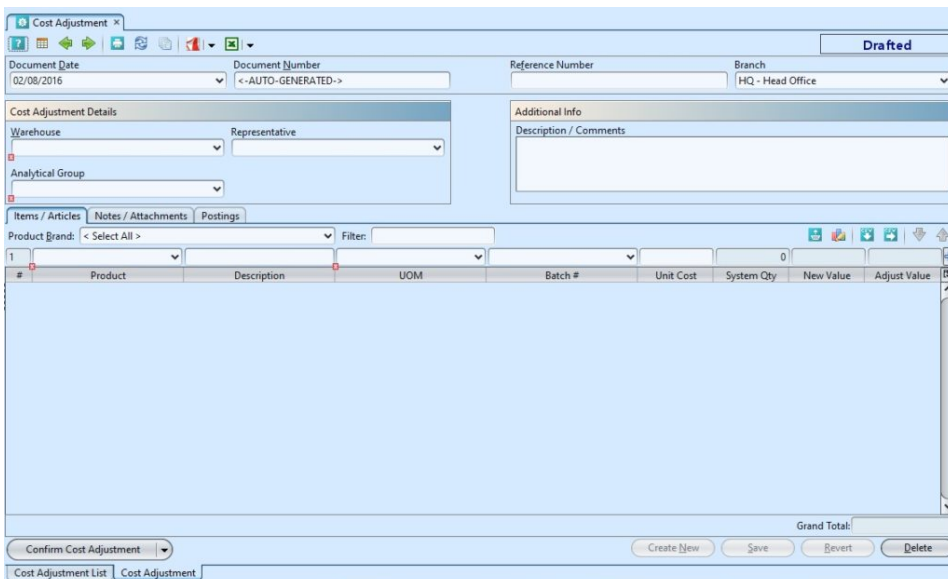 Cost Adjustment ×
Drafted
Document Date Document Number Reference Number Branch
02/08/2016 <-AUTO-GENERATED-> HQ - Head Office
Cost Adjustment Details Additional Info
Warehouse Representative Description / Comments
Analytical Group
Items / Articles Notes / Attachments Postings
Product Brand: < Select All > Filter:
1 0
# Product Description UOM Batch # Unit Cost System Qty New Value Adjust Value
Grand Total:
Confirm Cost Adjustment Create New Save Revert Delete
Cost Adjustment List Cost Adjustment